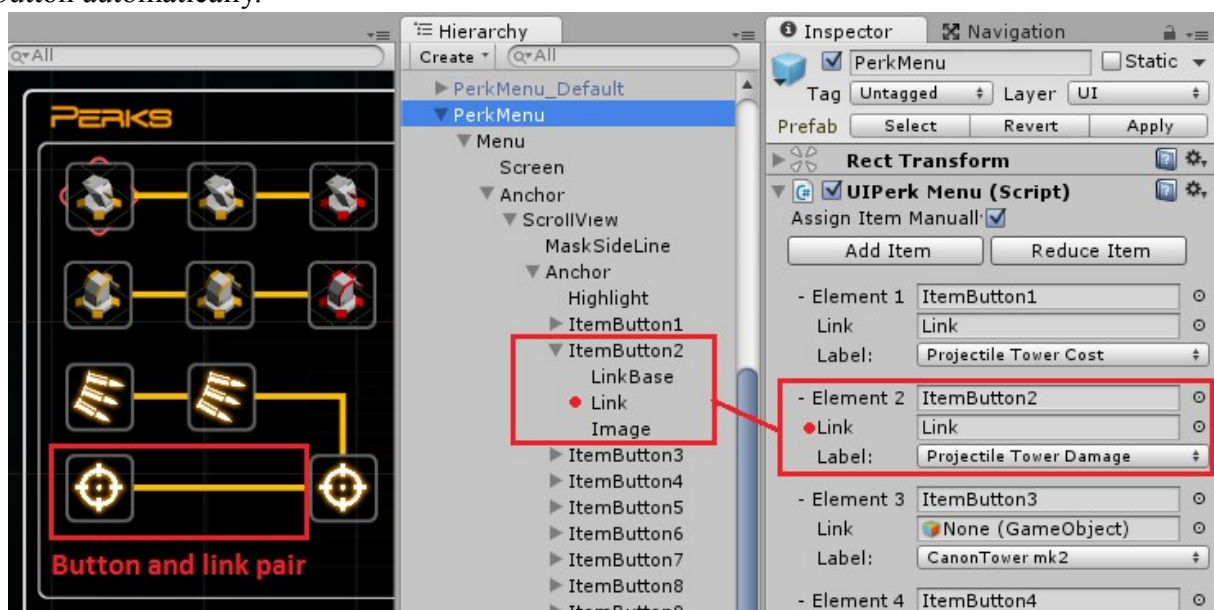 button automatically.
All
PERKS
Button and link pair
Hierarchy
Create
All
PerkMenu_Default
PerkMenu
Menu
Screen
Anchor
ScrollView
MaskSideLine
Anchor
Highlight
ItemButton1
ItemButton2
LinkBase
Link
Image
ItemButton3
ItemButton4
ItemButton5
ItemButton6
ItemButton7
ItemButton8
Inspector
Navigation
PerkMenu
Static
Tag Untagged Layer UI
Prefab Select Revert Apply
Rect Transform
UIPerk Menu (Script)
Assign Item Manuall
Add Item Reduce Item
- Element 1 ItemButton1
Link Link
Label: Projectile Tower Cost
- Element 2 ItemButton2
Link Link
Label: Projectile Tower Damage
- Element 3 ItemButton3
Link None (GameObject)
Label: CanonTower mk2
- Element 4 ItemButton4